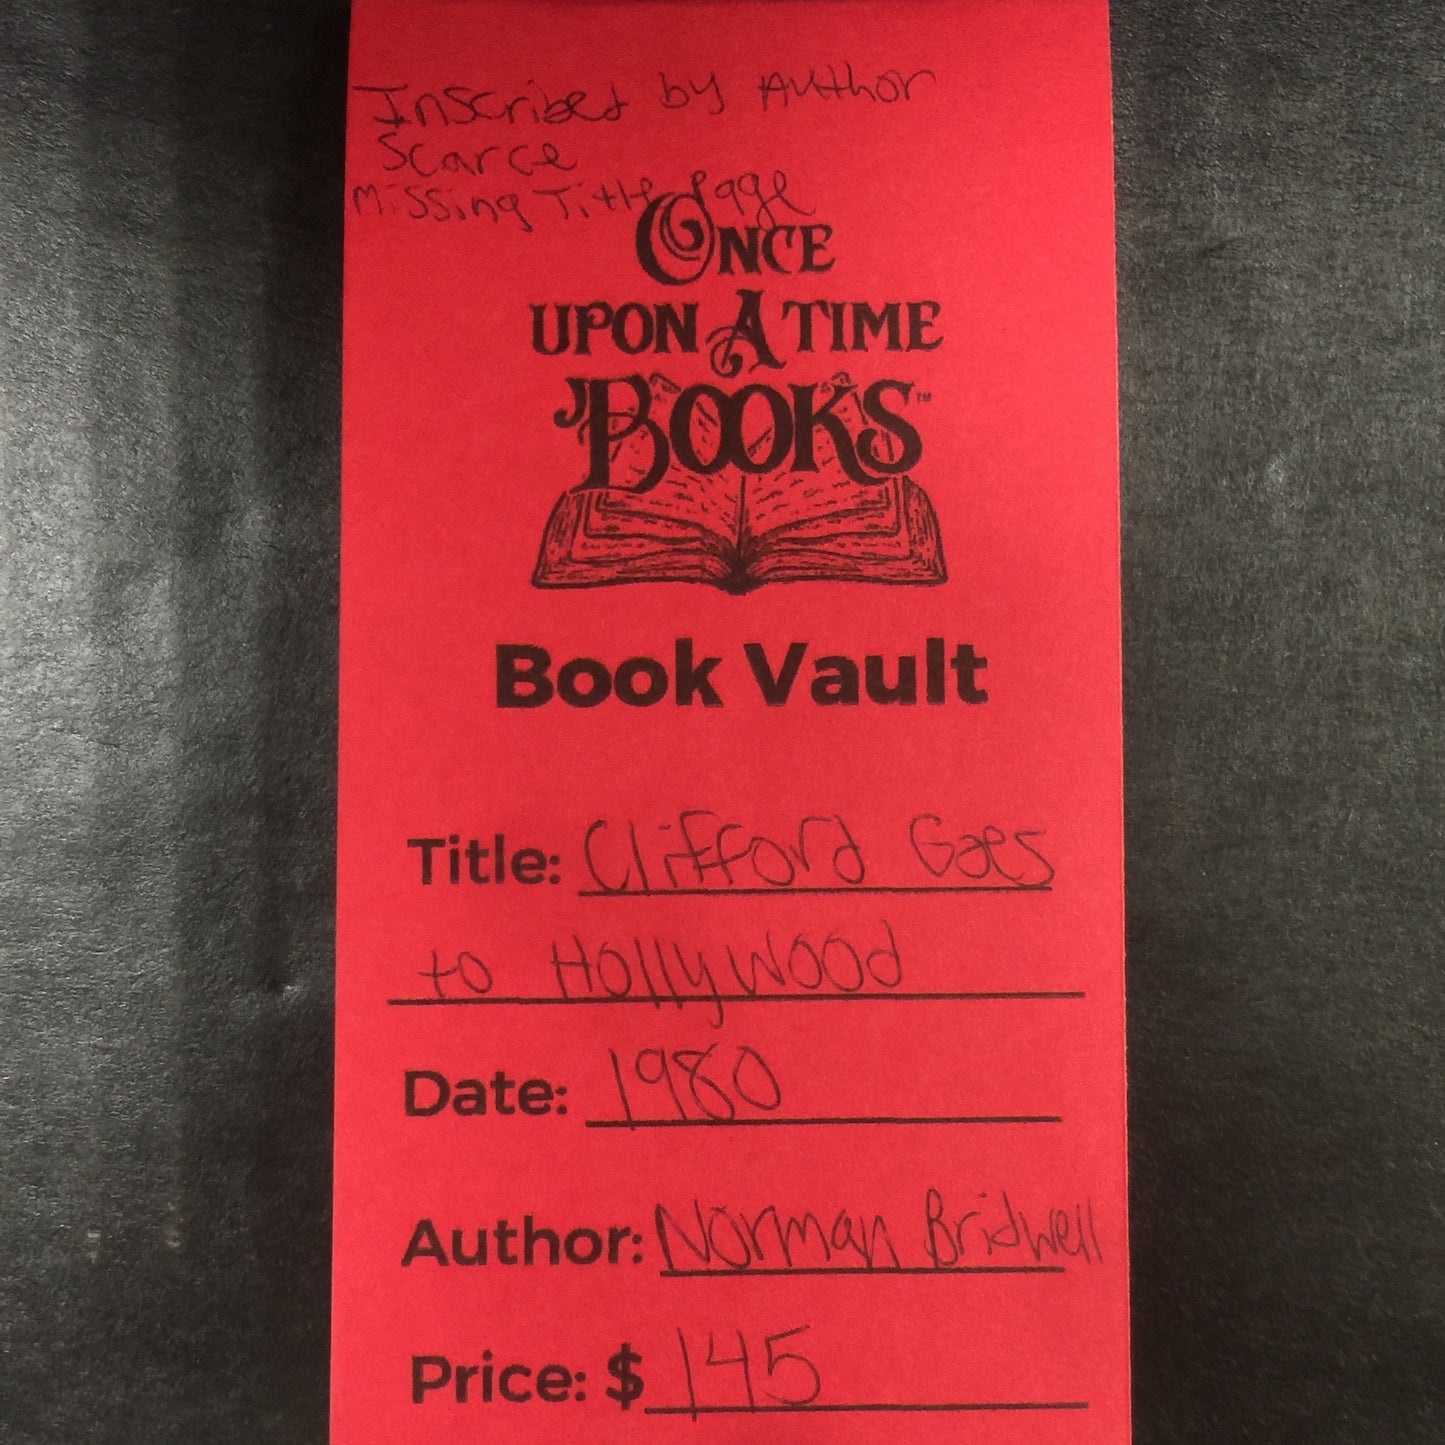 Inscribed by Author
Scarce
Missing Title Page
ONCE
UPON A TIME
BOOKS™
Book Vault
Title: Clifford Goes
to Hollywood
Date: 1980
Author: Norman Bridwell
Price: $145